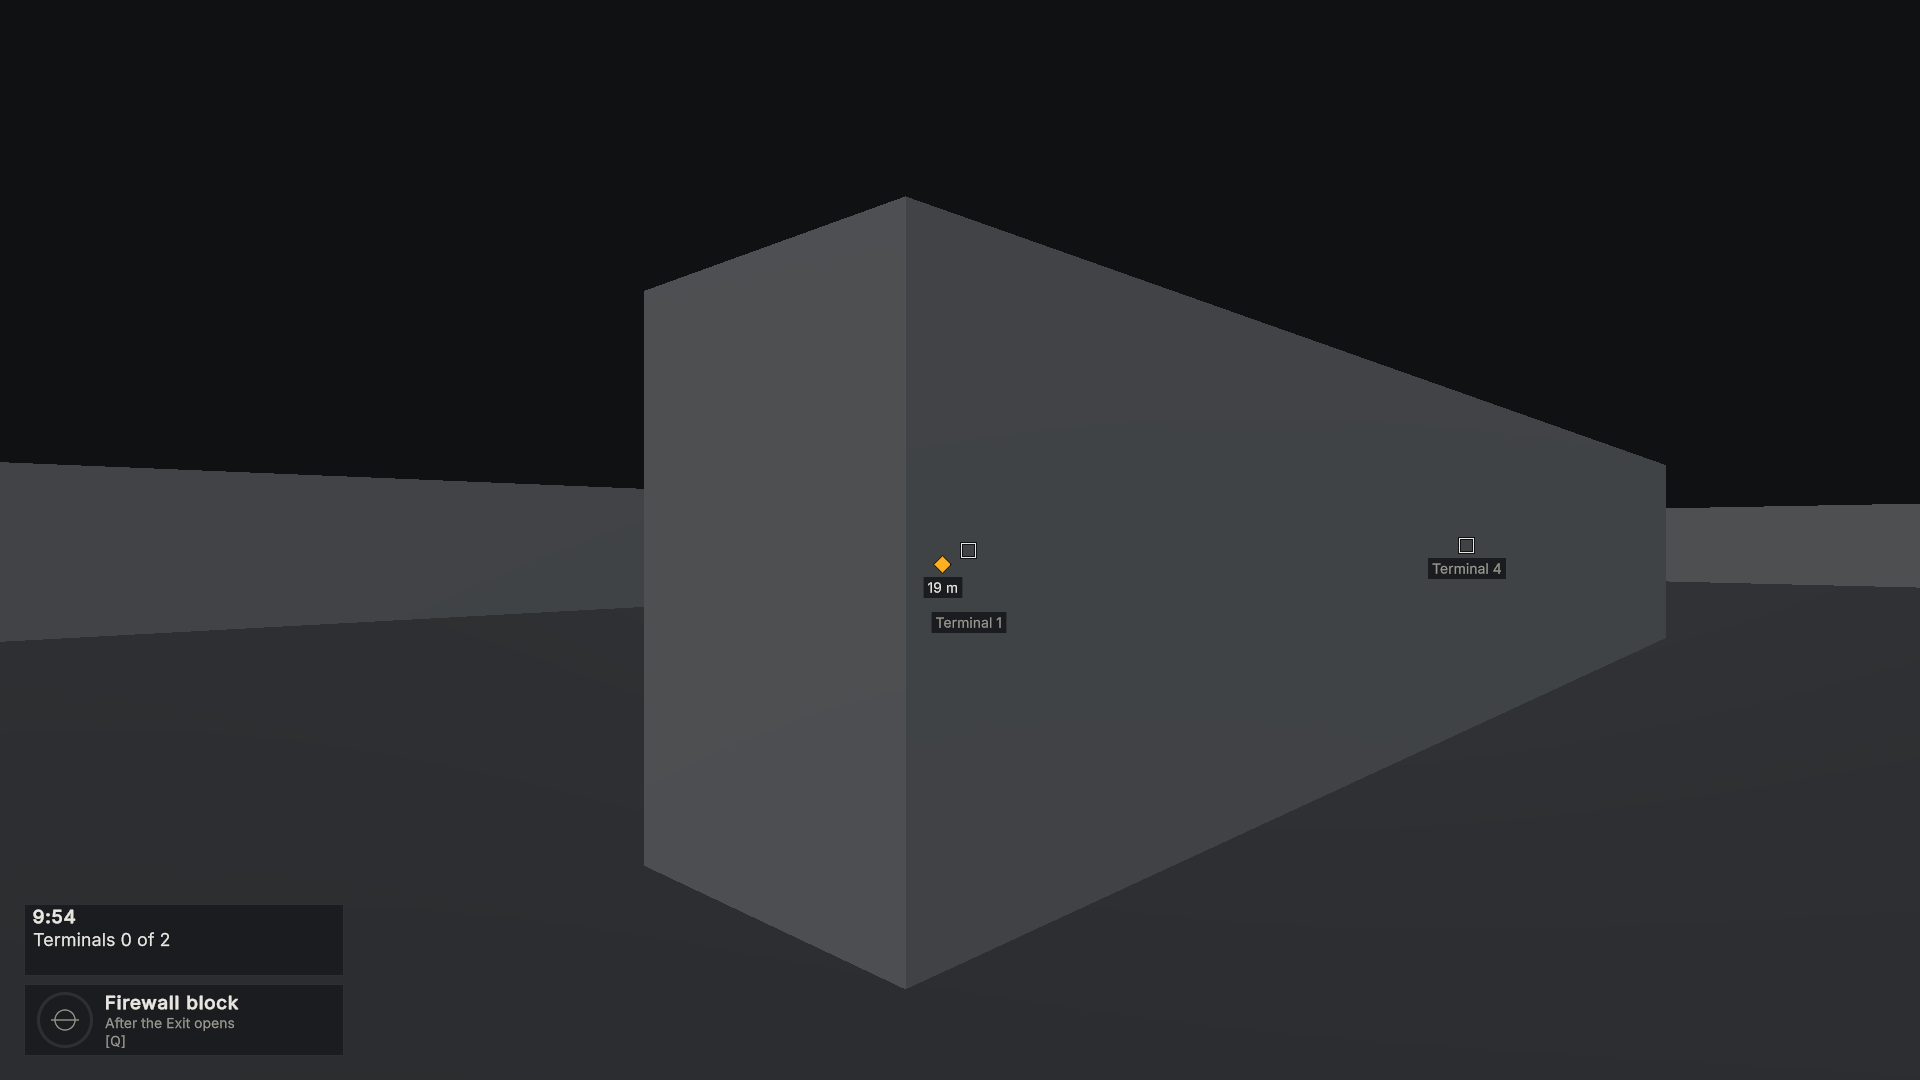 19 m
Terminal 1
Terminal 4
9:54
Terminals 0 of 2
Firewall block
After the Exit opens
[Q]